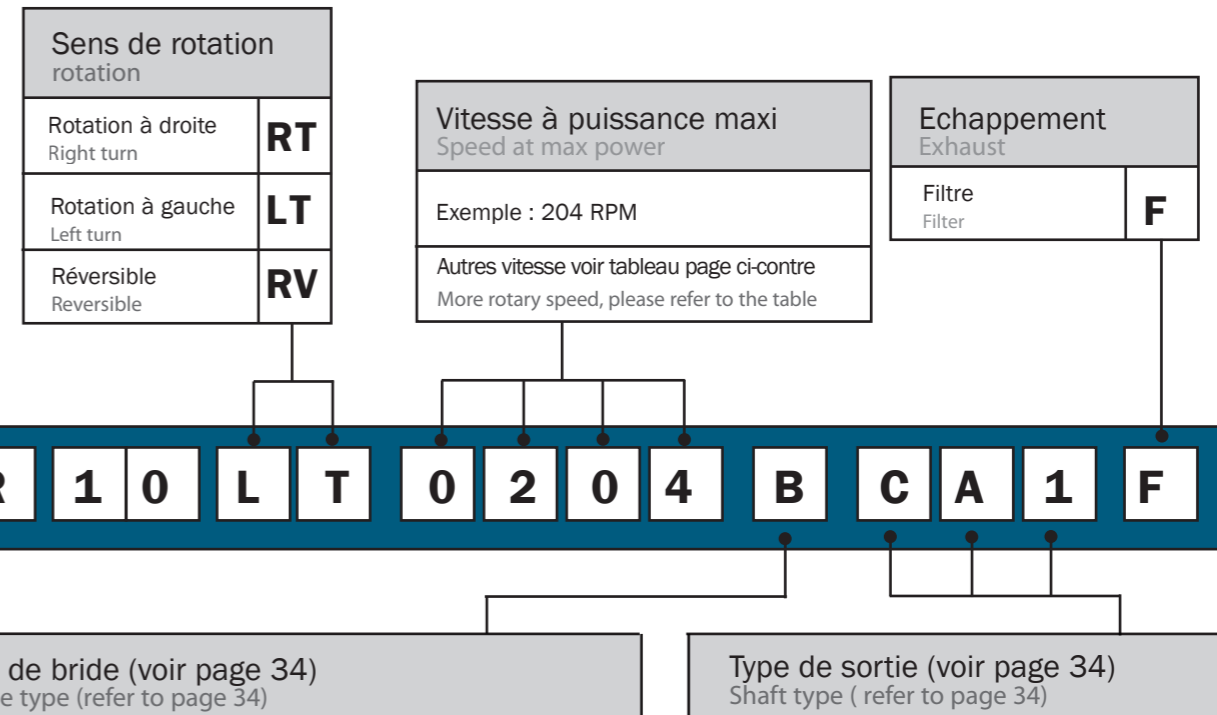 Sens de rotation
rotation
Rotation à droite
Right turn
RT
Rotation à gauche
Left turn
LT
Réversible
Reversible
RV
Vitesse à puissance maxi
Speed at max power
Exemple : 204 RPM
Autres vitesse voir tableau page ci-contre
More rotary speed, please refer to the table
Echappement
Exhaust
Filtre
Filter
F
1 0 L T 0 2 0 4 B C A 1 F
de bride (voir page 34)
type (refer to page 34)
Type de sortie (voir page 34)
Shaft type ( refer to page 34)